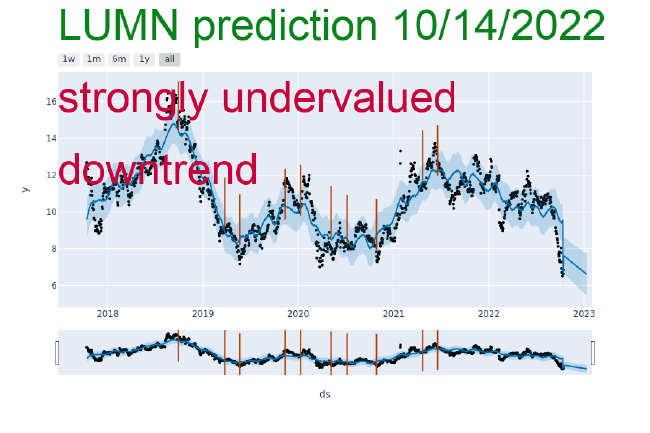 LUMN prediction 10/14/2022
1w 1m 6m 1y all
strongly undervalued
downtrend
16
14
12
10
8
6
y
2018 2019 2020 2021 2022 2023
ds